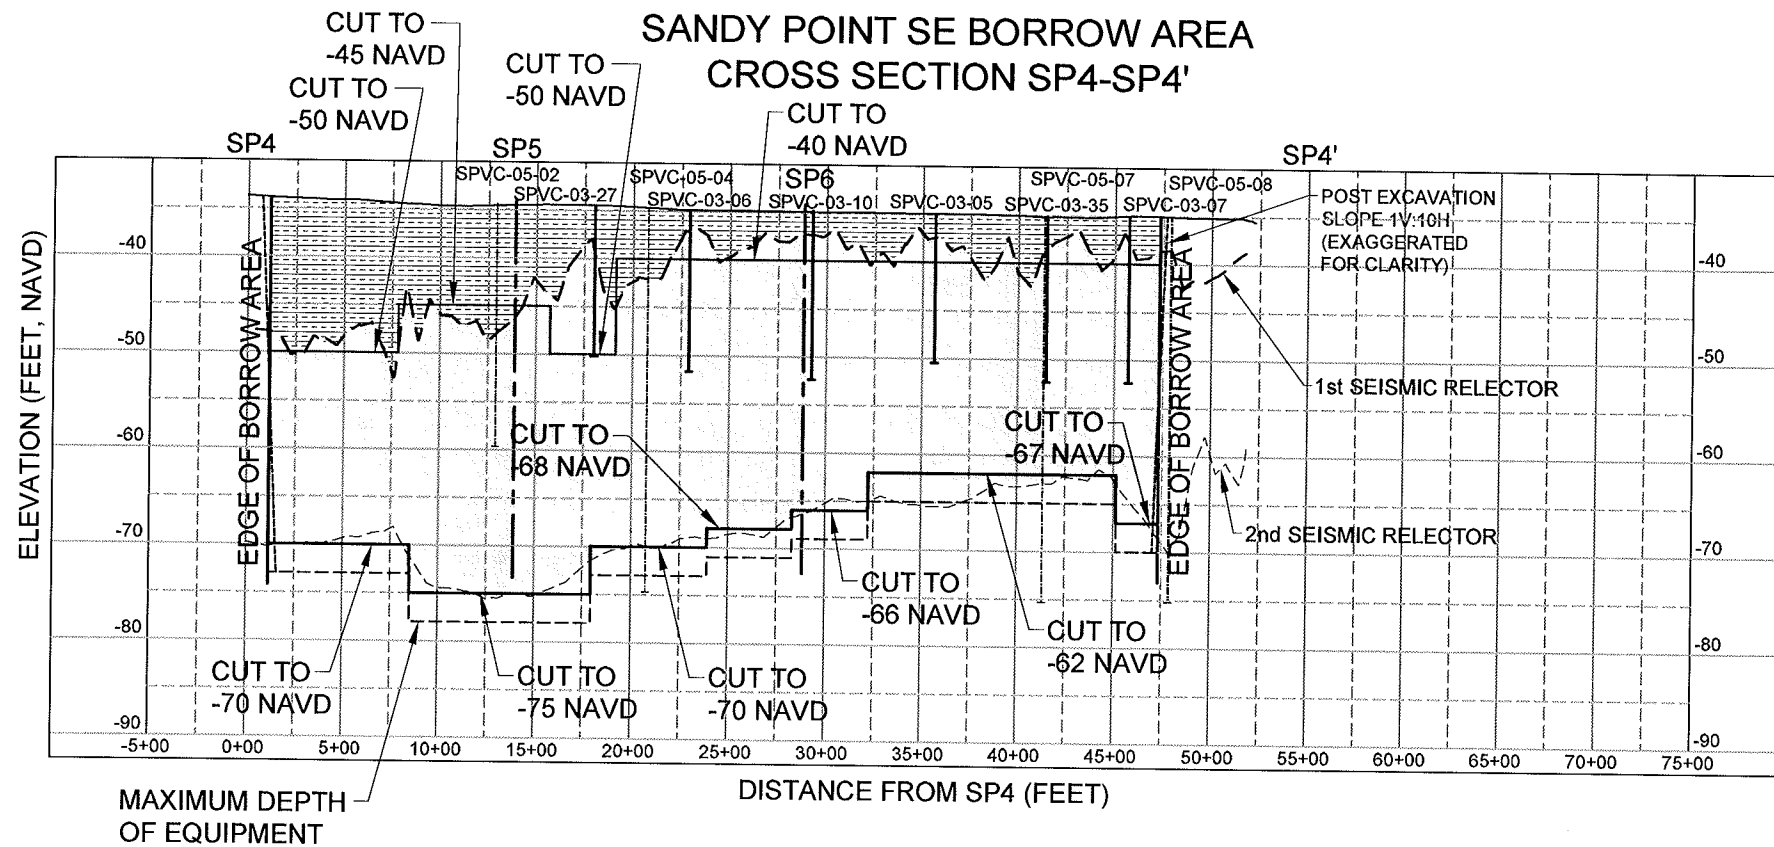 SANDY POINT SE BORROW AREA
CROSS SECTION SP4-SP4'
CUT TO
-45 NAVD
CUT TO
-50 NAVD
CUT TO
-50 NAVD
CUT TO
-40 NAVD
SP4
SP5
SP6
SP4'
SPVC-05-02
SPVC-03-27
SPVC-05-04
SPVC-03-06
SPVC-03-10
SPVC-03-05
SPVC-05-07
SPVC-03-35
SPVC-05-08
SPVC-03-07
POST EXCAVATION
SLOPE 1V:10H
(EXAGGERATED
FOR CLARITY)
ELEVATION (FEET, NAVD)
-40
-50
-60
-70
-80
-90
EDGE OF BORROW AREA
EDGE OF BORROW AREA
-40
-50
-60
-70
-80
-90
1st SEISMIC RELECTOR
2nd SEISMIC RELECTOR
CUT TO
-68 NAVD
CUT TO
-67 NAVD
CUT TO
-66 NAVD
CUT TO
-62 NAVD
CUT TO
-70 NAVD
CUT TO
-75 NAVD
CUT TO
-70 NAVD
-5+00 0+00 5+00 10+00 15+00 20+00 25+00 30+00 35+00 40+00 45+00 50+00 55+00 60+00 65+00 70+00 75+00
DISTANCE FROM SP4 (FEET)
MAXIMUM DEPTH
OF EQUIPMENT